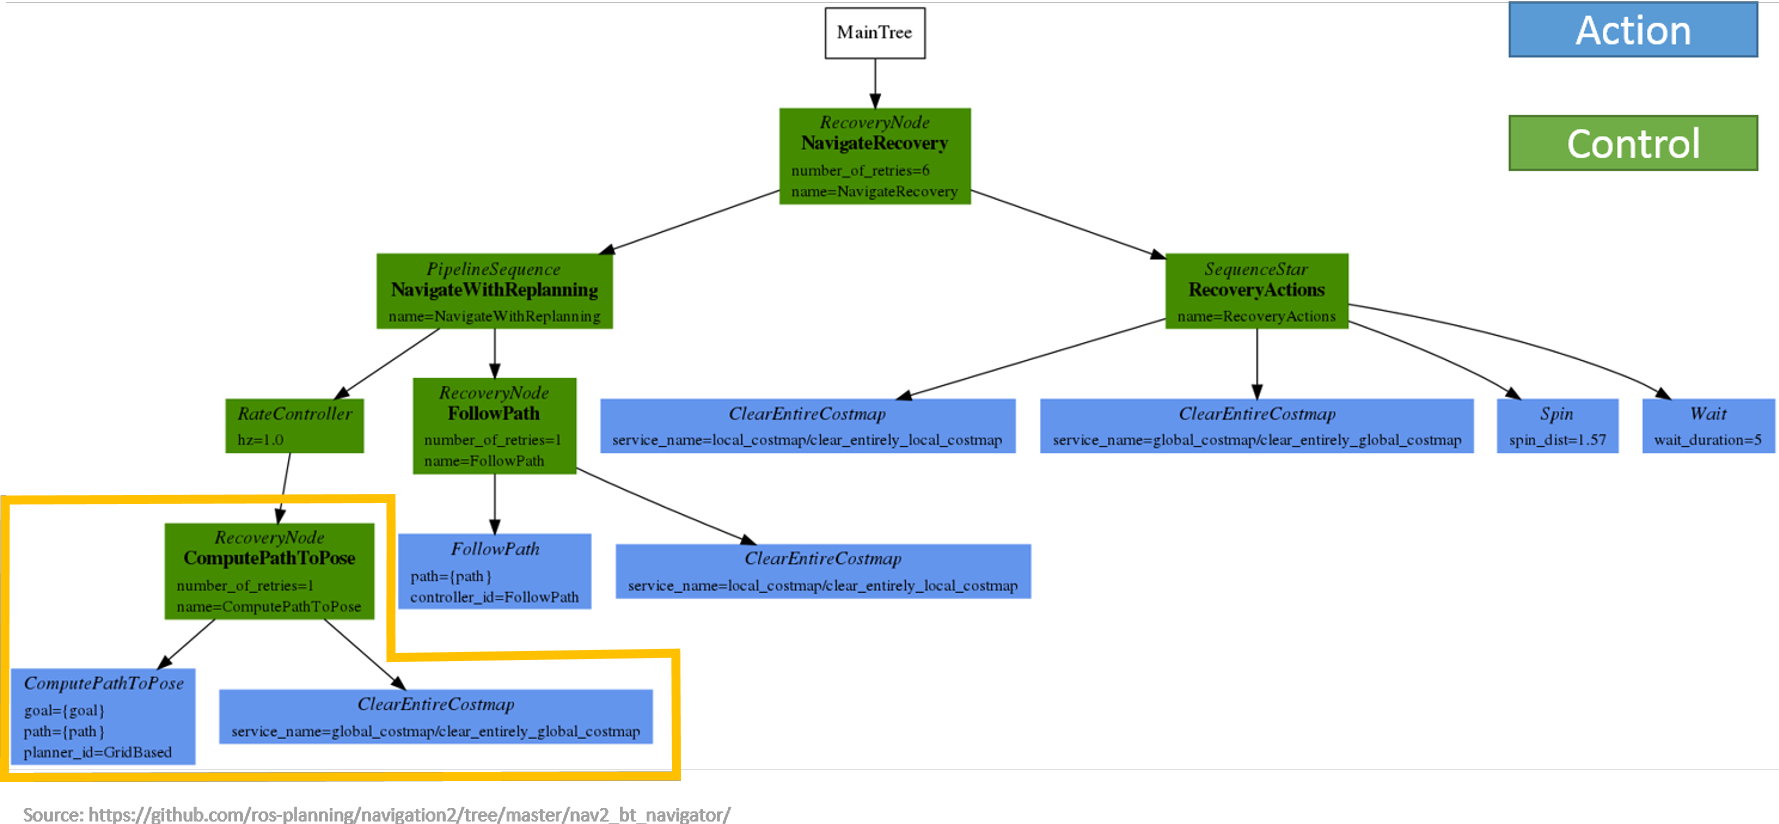 MainTree
Action
Control
RecoveryNode
NavigateRecovery
number_of_retries=6
name=NavigateRecovery
PipelineSequence
NavigateWithReplanning
name=NavigateWithReplanning
SequenceStar
RecoveryActions
name=RecoveryActions
RateController
hz=1.0
RecoveryNode
FollowPath
number_of_retries=1
name=FollowPath
ClearEntireCostmap
service_name=local_costmap/clear_entirely_local_costmap
ClearEntireCostmap
service_name=global_costmap/clear_entirely_global_costmap
Spin
spin_dist=1.57
Wait
wait_duration=5
RecoveryNode
ComputePathToPose
number_of_retries=1
name=ComputePathToPose
FollowPath
path={path}
controller_id=FollowPath
ClearEntireCostmap
service_name=local_costmap/clear_entirely_local_costmap
ComputePathToPose
goal={goal}
path={path}
planner_id=GridBased
ClearEntireCostmap
service_name=global_costmap/clear_entirely_global_costmap
Source: https://github.com/ros-planning/navigation2/tree/master/nav2_bt_navigator/